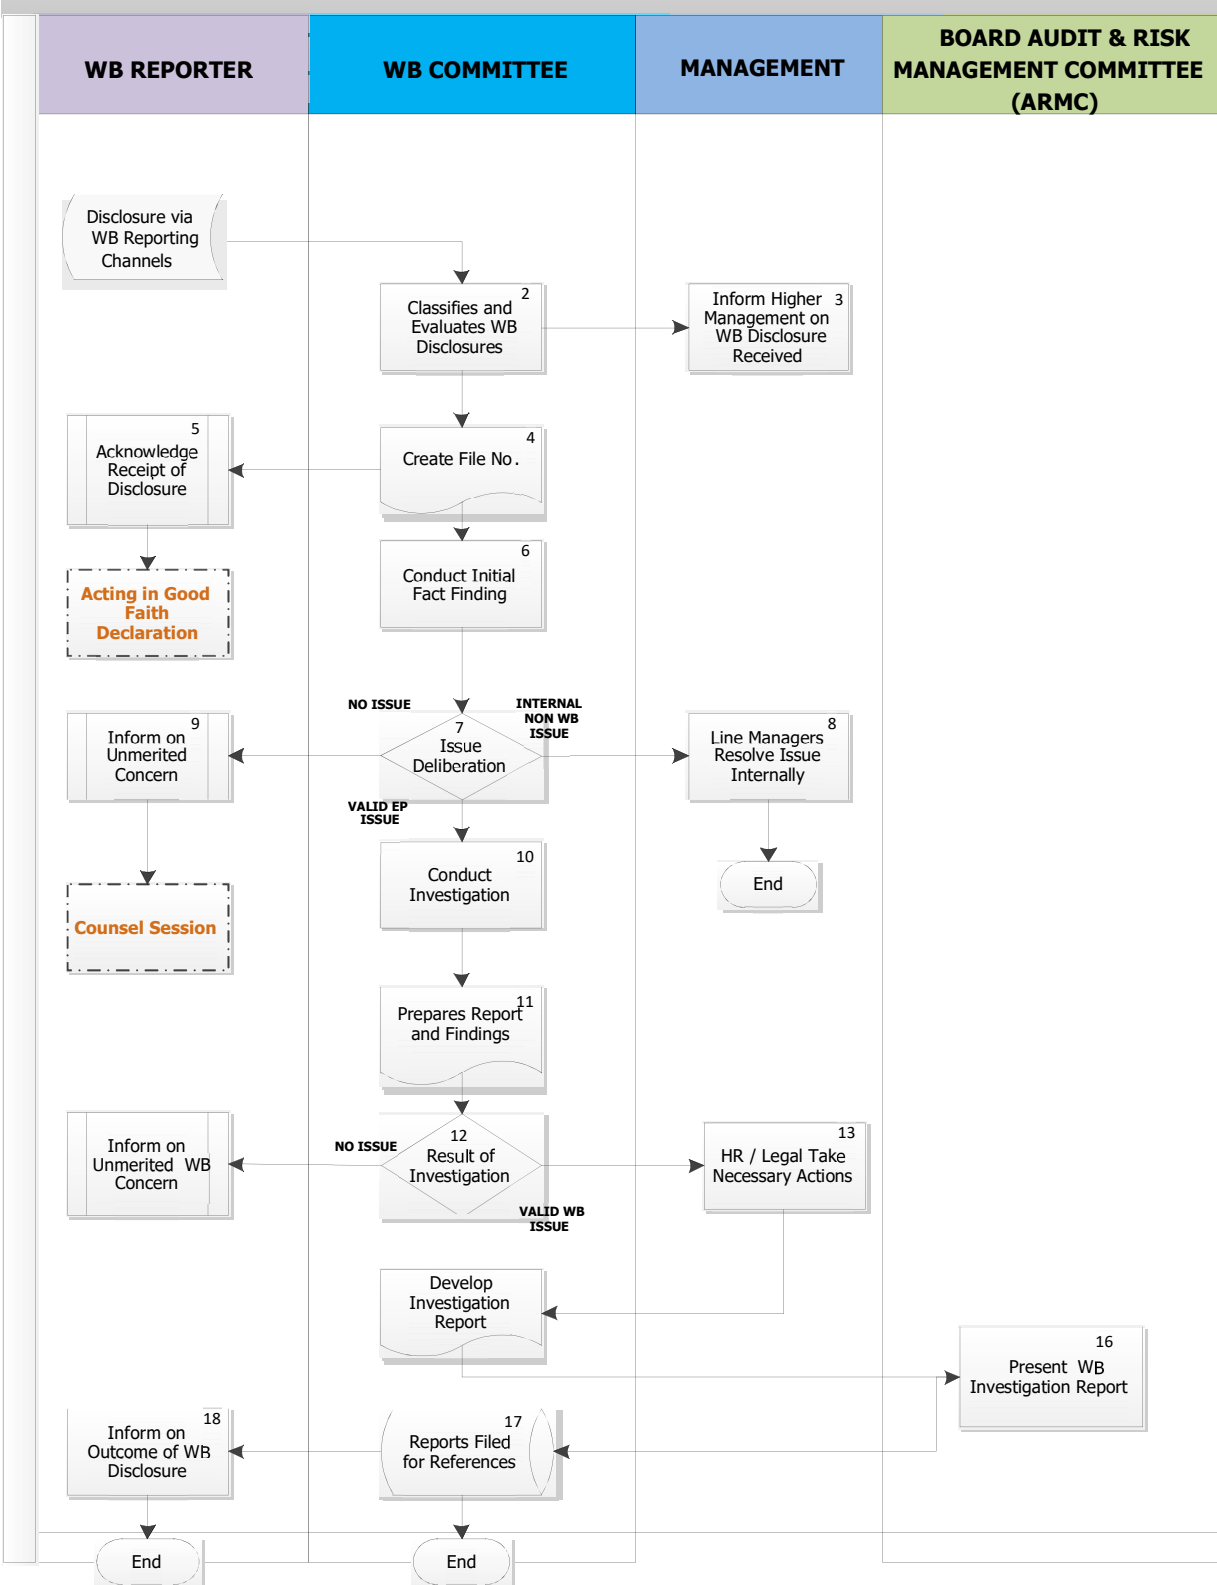 WB REPORTER
WB COMMITTEE
MANAGEMENT
BOARD AUDIT & RISK
MANAGEMENT COMMITTEE
(ARMC)
Disclosure via
WB Reporting
Channels
2
Classifies and
Evaluates WB
Disclosures
Inform Higher 3
Management on
WB Disclosure
Received
5
Acknowledge
Receipt of
Disclosure
4
Create File No.
6
Conduct Initial
Fact Finding
Acting in Good
Faith
Declaration
NO ISSUE
INTERNAL
NON WB
ISSUE
9
Inform on
Unmerited
Concern
7
Issue
Deliberation
8
Line Managers
Resolve Issue
Internally
VALID EP
ISSUE
10
Conduct
Investigation
End
Counsel Session
11
Prepares Report
and Findings
Inform on
Unmerited WB
Concern
NO ISSUE
12
Result of
Investigation
VALID WB
ISSUE
13
HR / Legal Take
Necessary Actions
Develop
Investigation
Report
16
Present WB
Investigation Report
18
Inform on
Outcome of WB
Disclosure
17
Reports Filed
for References
End
End